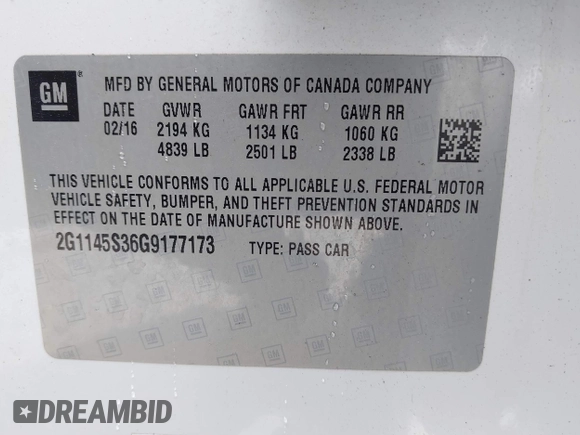 GM
MFD BY GENERAL MOTORS OF CANADA COMPANY
DATE GVWR GAWR FRT GAWR RR
02/16 2194 KG 1134 KG 1060 KG
4839 LB 2501 LB 2338 LB
THIS VEHICLE CONFORMS TO ALL APPLICABLE U.S. FEDERAL MOTOR
VEHICLE SAFETY, BUMPER, AND THEFT PREVENTION STANDARDS IN
EFFECT ON THE DATE OF MANUFACTURE SHOWN ABOVE.
2G1145S36G9177173 TYPE: PASS CAR
DREAMBID